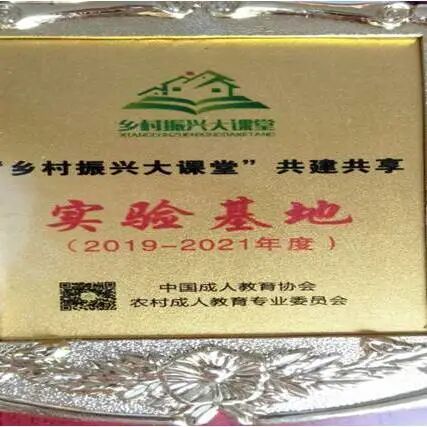 乡村振兴大课堂
XIANGCUNZHENXINGDAKETANG
"乡村振兴大课堂"共建共享
实验基地
(2019-2021年度)
中国成人教育协会
农村成人教育专业委员会